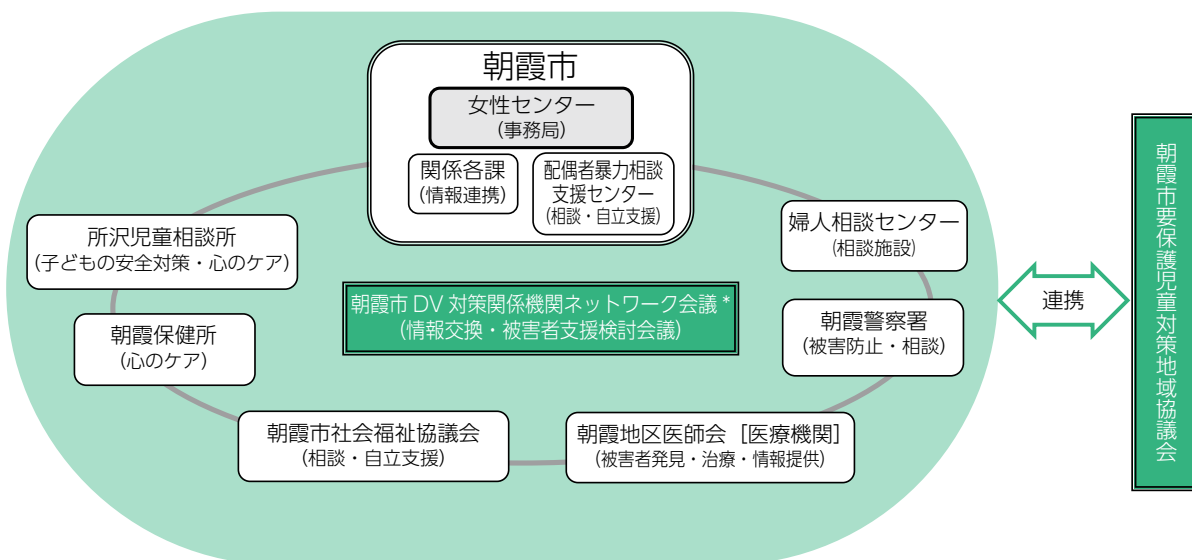 朝霞市
女性センター
(事務局)
関係各課
(情報連携)
配偶者暴力相談
支援センター
(相談・自立支援)
所沢児童相談所
(子どもの安全対策・心のケア)
婦人相談センター
(相談施設)
朝霞市 DV 対策関係機関ネットワーク会議*
(情報交換・被害者支援検討会議)
朝霞保健所
(心のケア)
朝霞警察署
(被害防止・相談)
朝霞市社会福祉協議会
(相談・自立支援)
朝霞地区医師会［医療機関］
(被害者発見・治療・情報提供)
連携
朝霞市要保護児童対策地域協議会